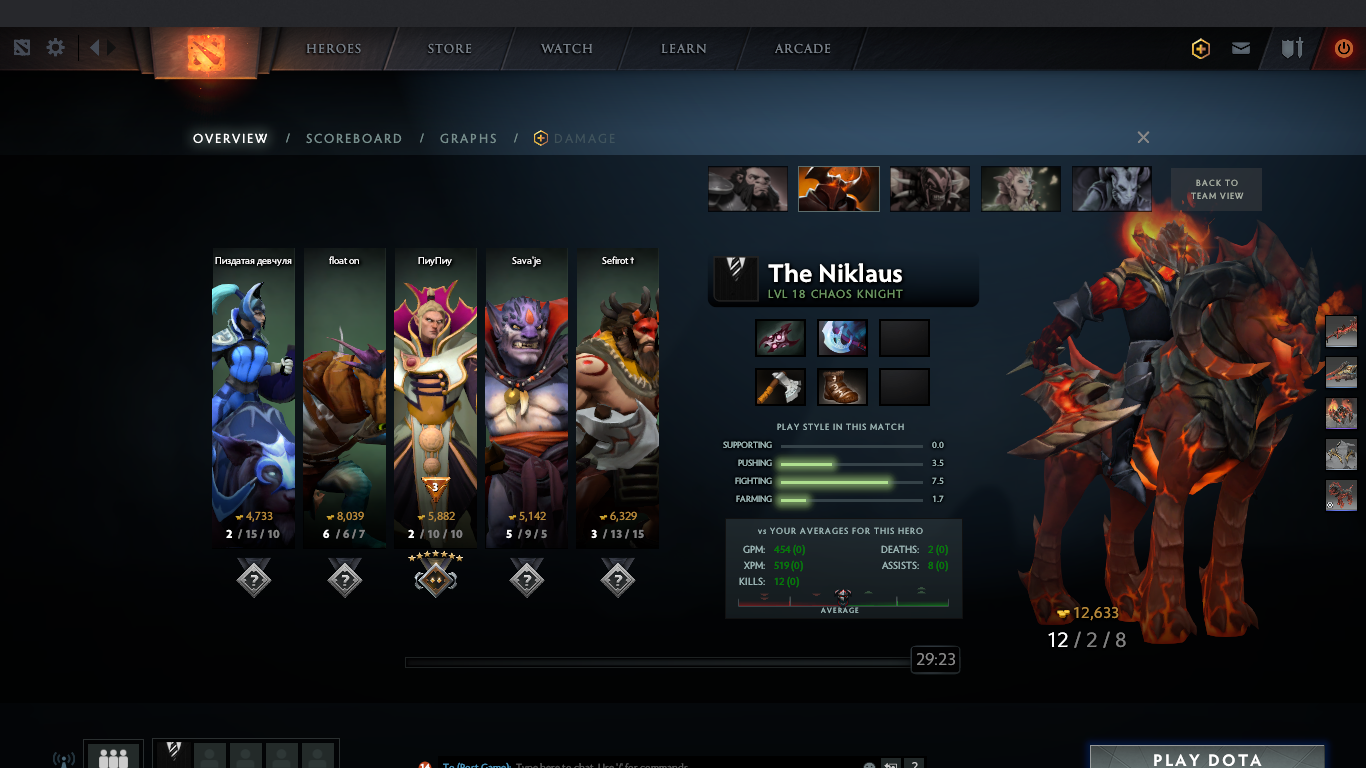 HEROES
STORE
WATCH
LEARN
ARCADE
OVERVIEW / SCOREBOARD / GRAPHS / DAMAGE
BACK TO
TEAM VIEW
Пиздатая девчуля
float on
ПиуПиу
Sava'je
Sefirot †
The Niklaus
LVL 18 CHAOS KNIGHT
PLAY STYLE IN THIS MATCH
SUPPORTING 0.0
PUSHING 3.5
FIGHTING 7.5
FARMING 1.7
3
4,733
8,039
5,882
5,142
6,329
2 / 15 / 10
6 / 6 / 7
2 / 10 / 10
5 / 9 / 5
3 / 13 / 15
?
?
?
?
vs YOUR AVERAGES FOR THIS HERO
GPM: 454 (0) DEATHS: 2 (0)
XPM: 519 (0) ASSISTS: 8 (0)
KILLS: 12 (0)
AVERAGE
12,633
12 / 2 / 8
29:23
PLAY DOTA
14 To (Post Game): Type here to chat. Use '/' for commands.
?